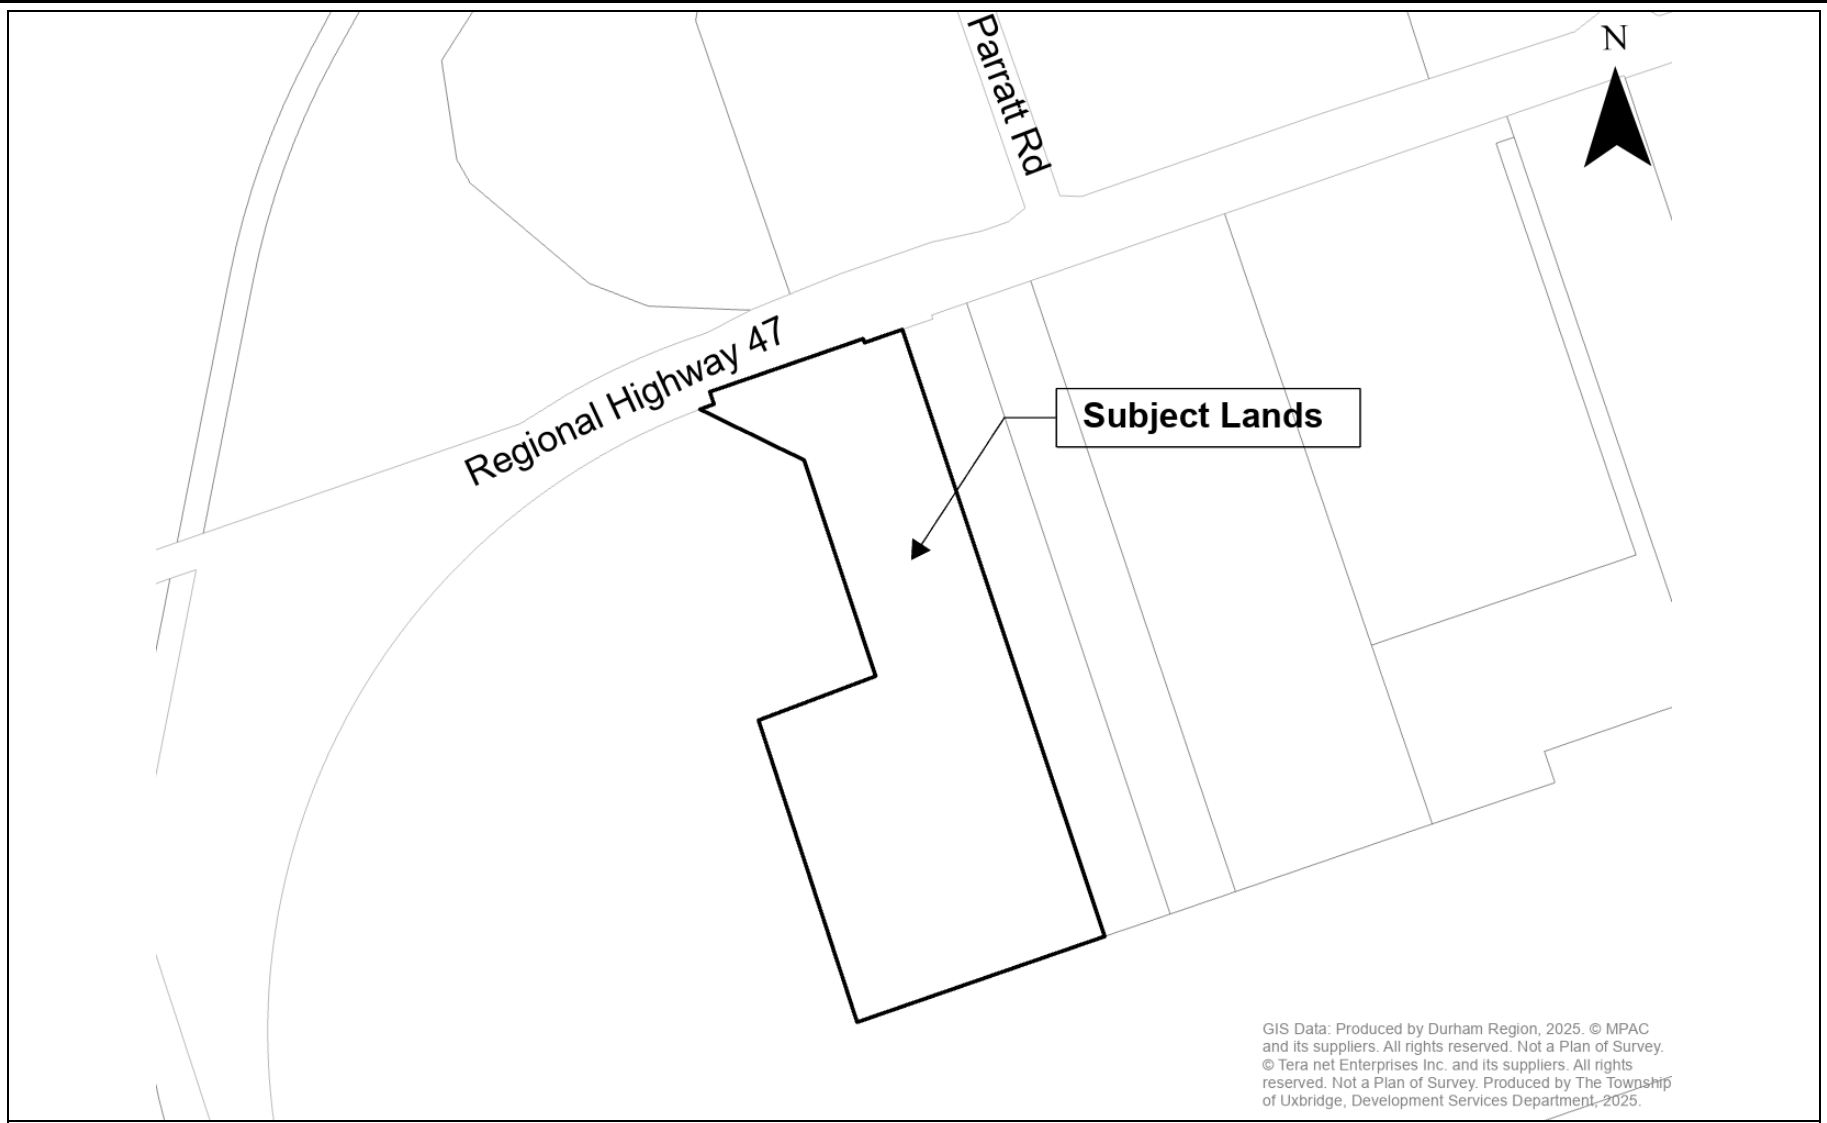 N
Parratt Rd
Regional Highway 47
Subject Lands
GIS Data: Produced by Durham Region, 2025. © MPAC
and its suppliers. All rights reserved. Not a Plan of Survey.
© Tera net Enterprises Inc. and its suppliers. All rights
reserved. Not a Plan of Survey. Produced by The Township
of Uxbridge, Development Services Department, 2025.